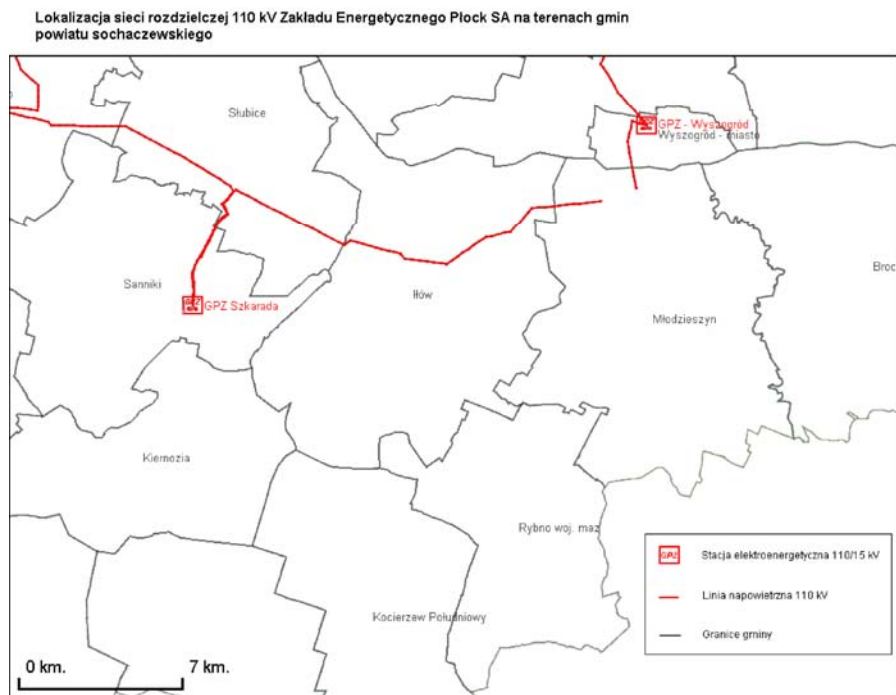 Lokalizacja sieci rozdzielczej 110 kV Zakładu Energetycznego Płock SA na terenach gmin
powiatu sochaczewskiego
Słubice
GPZ - Wyszogród
Wyszogród - miasto
Sanniki
GPZ Szkarada
Iłów
Młodzieszyn
Broc
Kiernozia
Rybno woj. maz
Kocierzew Południowy
GPZ Stacja elektroenergetyczna 110/15 kV
Linia napowietrzna 110 kV
Granice gminy
0 km. 7 km.